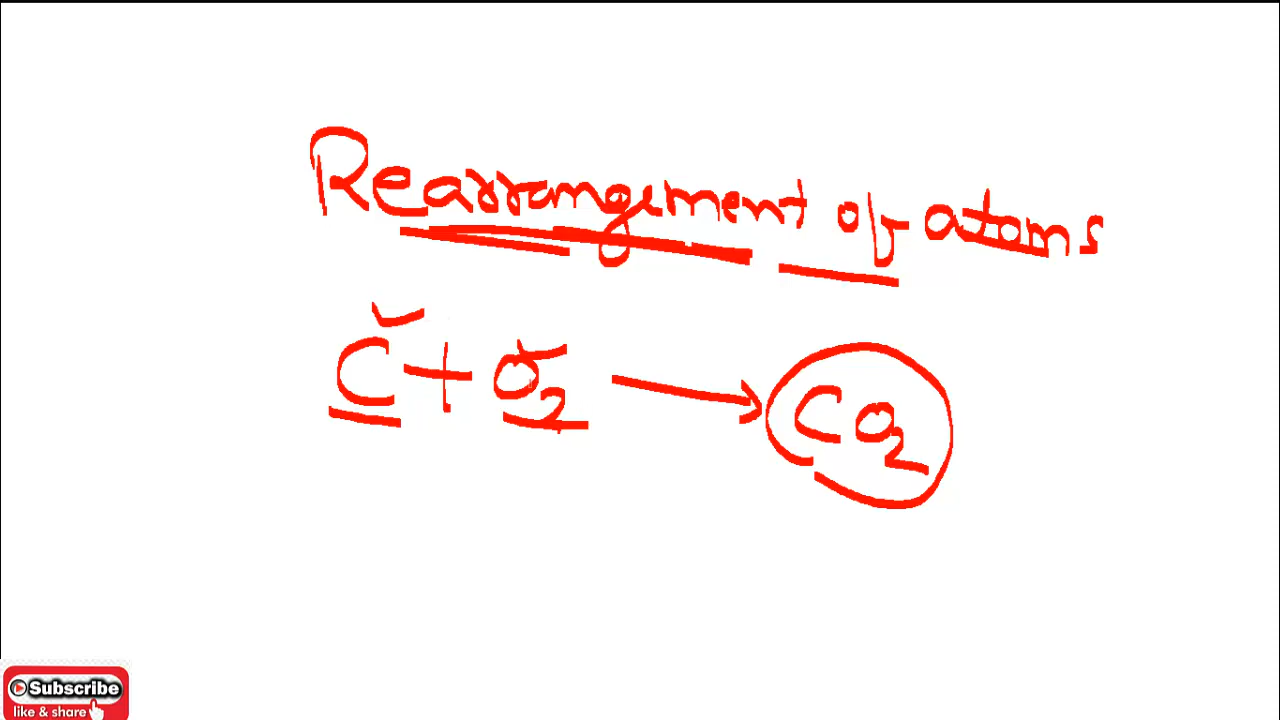 Rearrangement of atoms
C + O2 → CO2
Subscribe
like & share